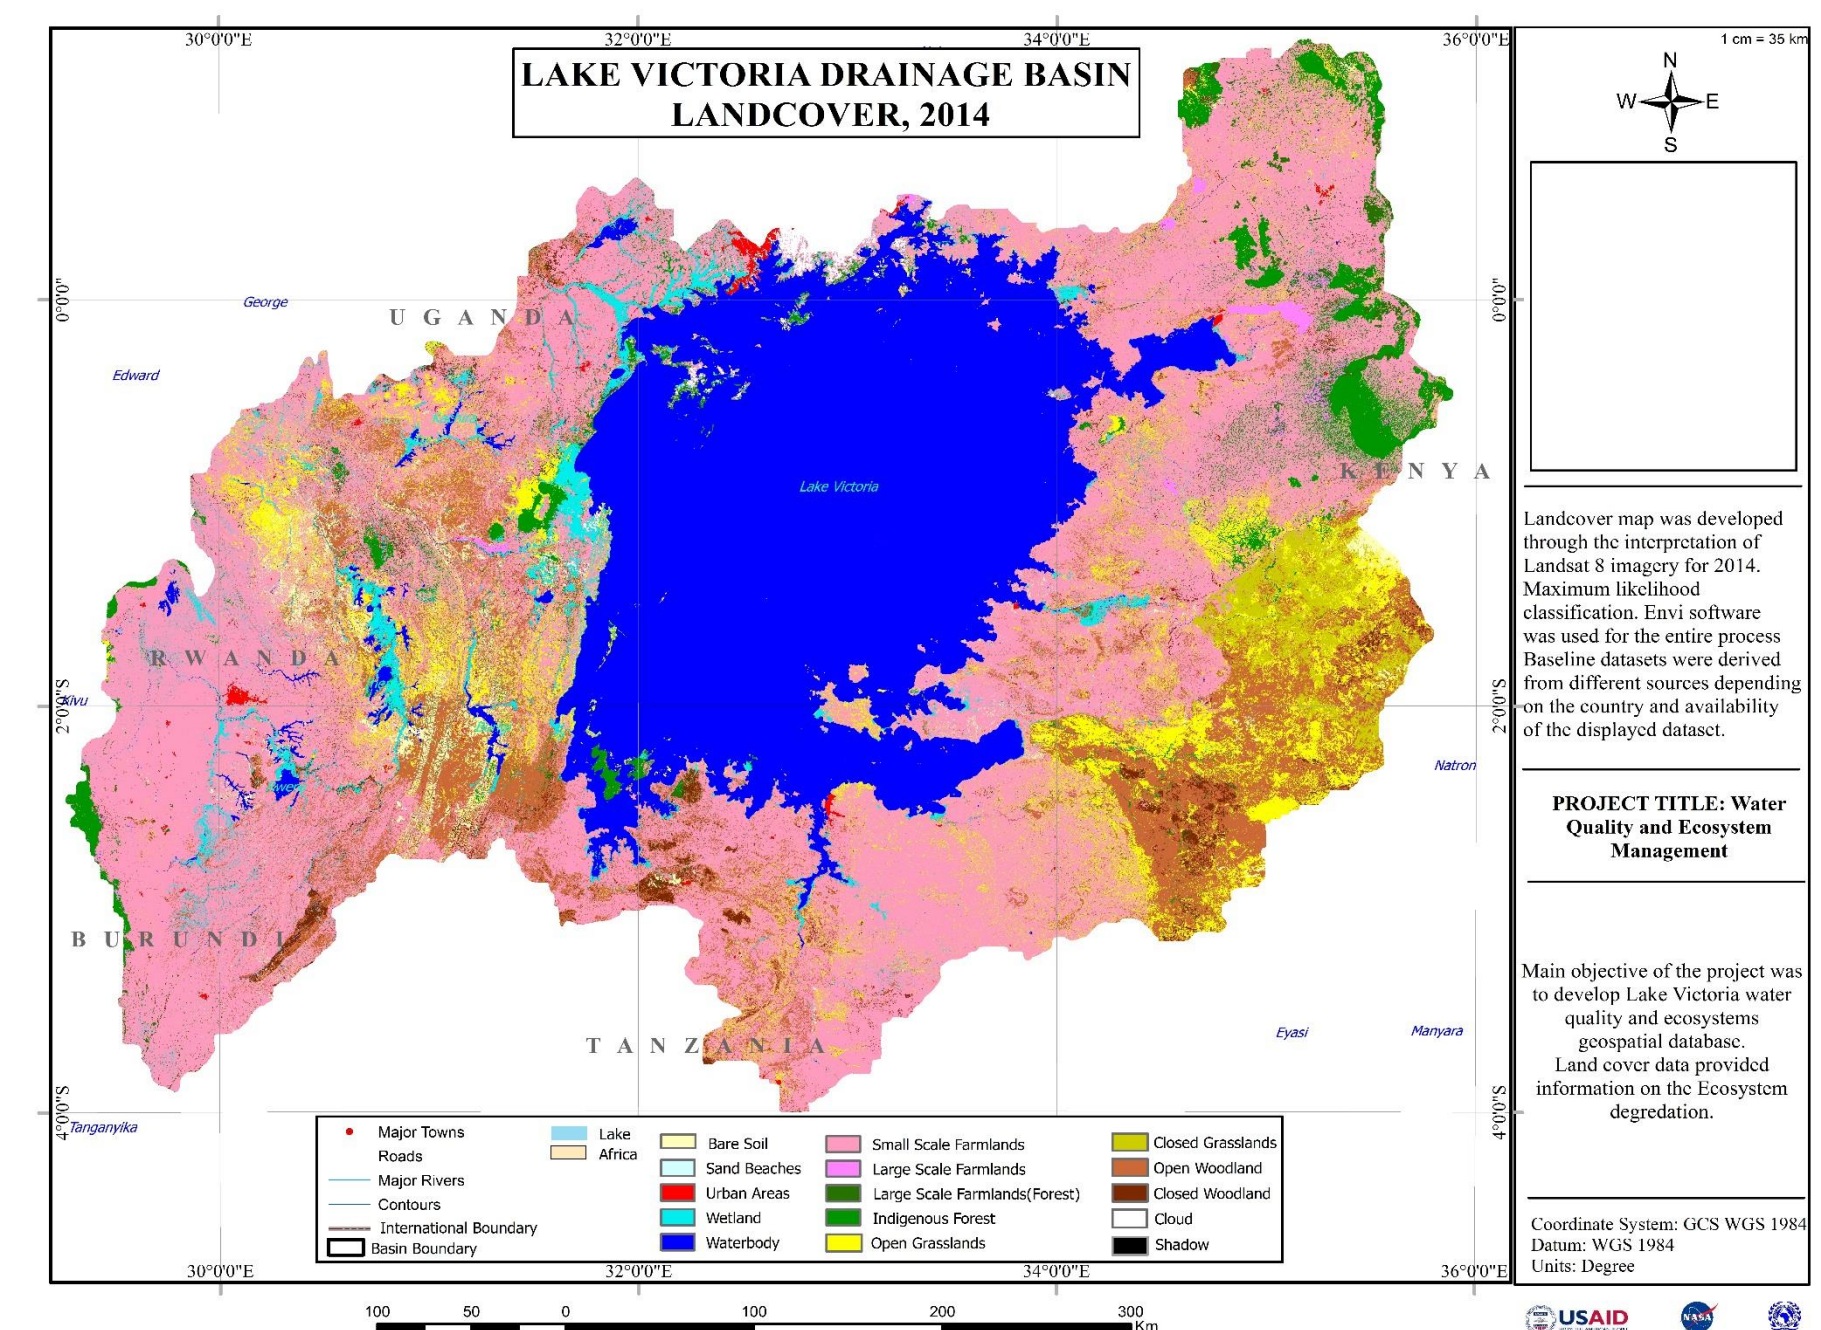 30°0'0"E
32°0'0"E
34°0'0"E
36°0'0"E
LAKE VICTORIA DRAINAGE BASIN
LANDCOVER, 2014
1 cm = 35 km
N
W
E
S
0°0'0"
0°0'0"
George
UGANDA
Edward
Lake Victoria
KENYA
RWANDA
Kivu
2°0'0"S
2°0'0"S
Natron
BURUNDI
TANZANIA
Eyasi
Manyara
4°0'0"S
4°0'0"S
Tanganyika
Landcover map was developed
through the interpretation of
Landsat 8 imagery for 2014.
Maximum likelihood
classification. Envi software
was used for the entire process
Baseline datasets were derived
from different sources depending
on the country and availability
of the displayed dataset.
PROJECT TITLE: Water
Quality and Ecosystem
Management
Main objective of the project was
to develop Lake Victoria water
quality and ecosystems
geospatial database.
Land cover data provided
information on the Ecosystem
degredation.
Coordinate System: GCS WGS 1984
Datum: WGS 1984
Units: Degree
Major Towns
Roads
Major Rivers
Contours
International Boundary
Basin Boundary
Lake
Africa
Bare Soil
Sand Beaches
Urban Areas
Wetland
Waterbody
Small Scale Farmlands
Large Scale Farmlands
Large Scale Farmlands(Forest)
Indigenous Forest
Open Grasslands
Closed Grasslands
Open Woodland
Closed Woodland
Cloud
Shadow
30°0'0"E
32°0'0"E
34°0'0"E
36°0'0"E
100 50 0 100 200 300
Km
USAID
NASA